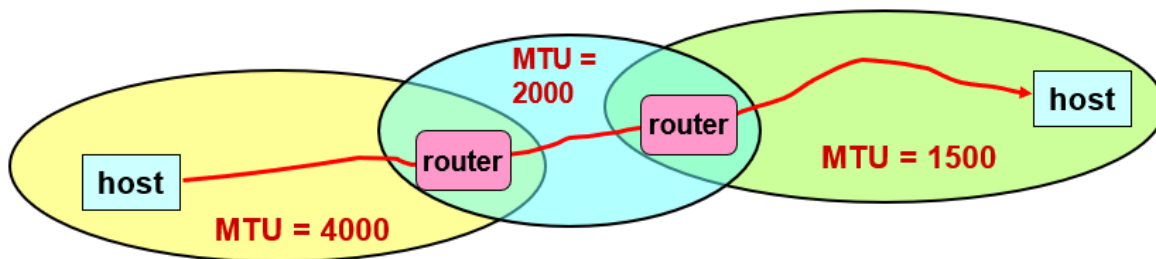 host
MTU = 4000
router
MTU =
2000
router
MTU = 1500
host